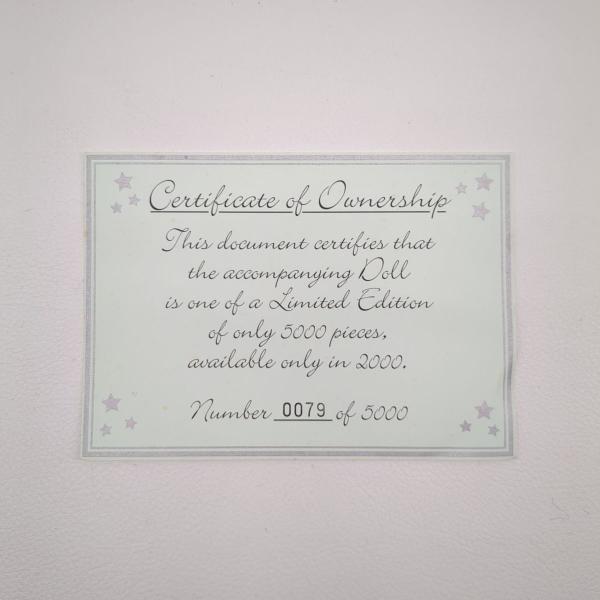 Certificate of Ownership
This document certifies that
the accompanying Doll
is one of a Limited Edition
of only 5000 pieces,
available only in 2000.
Number 0079 of 5000